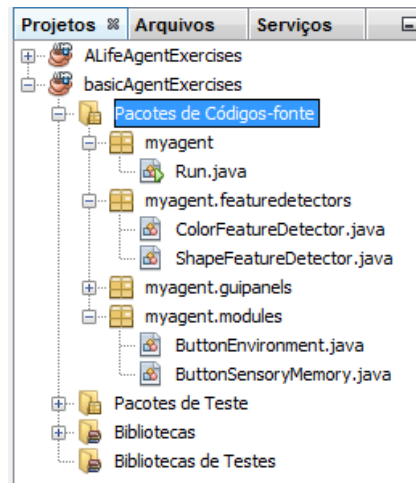 Projetos Arquivos Serviços
ALifeAgentExercises
basicAgentExercises
Pacotes de Códigos-fonte
myagent
Run.java
myagent.featuredetectors
ColorFeatureDetector.java
ShapeFeatureDetector.java
myagent.guipanels
myagent.modules
ButtonEnvironment.java
ButtonSensoryMemory.java
Pacotes de Teste
Bibliotecas
Bibliotecas de Testes